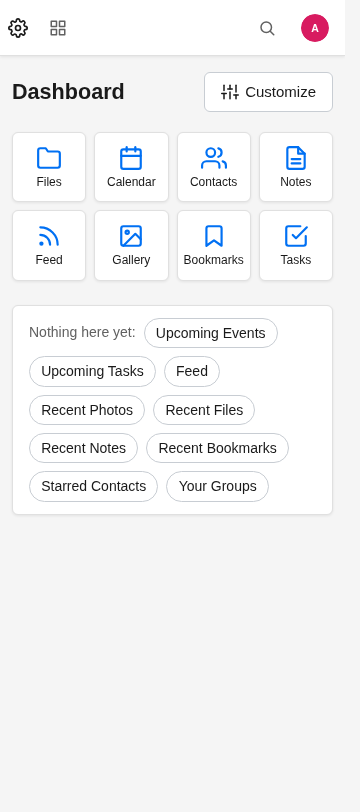 A
Dashboard
Customize
Files
Calendar
Contacts
Notes
Feed
Gallery
Bookmarks
Tasks
Nothing here yet: Upcoming Events
Upcoming Tasks Feed
Recent Photos Recent Files
Recent Notes Recent Bookmarks
Starred Contacts Your Groups